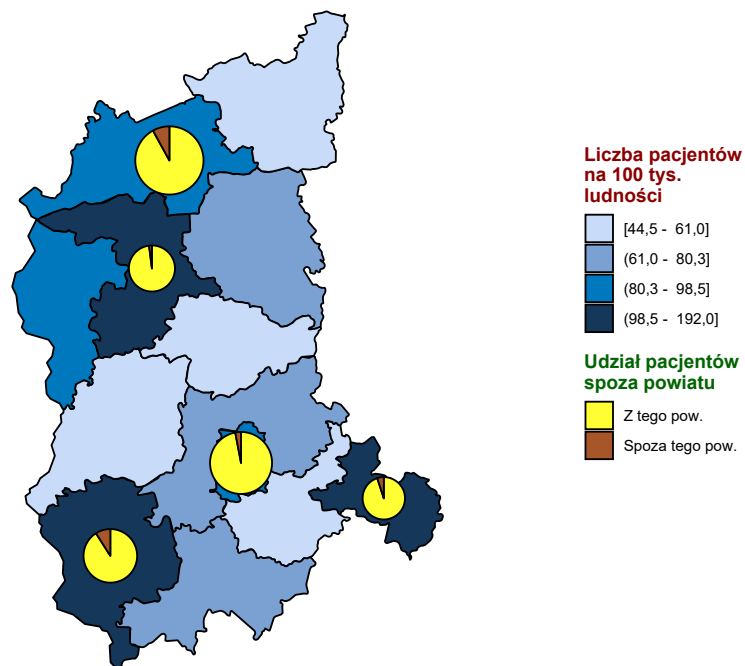 Liczba pacjentów
na 100 tys.
ludności
[44,5 - 61,0]
(61,0 - 80,3]
(80,3 - 98,5]
(98,5 - 192,0]
Udział pacjentów
spoza powiatu
Z tego pow.
Spoza tego pow.